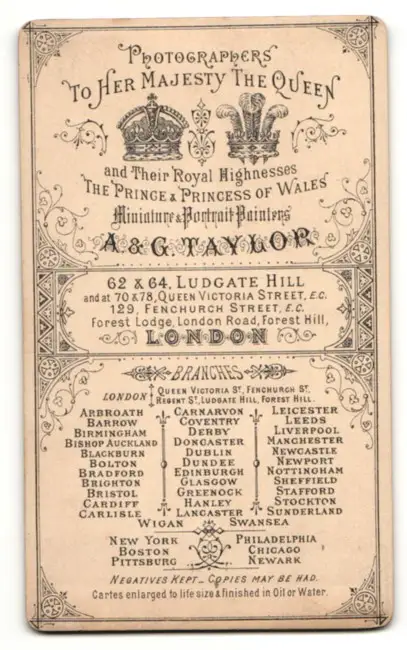 Photographers
To Her Majesty The Queen
and Their Royal Highnesses
The Prince & Princess of Wales
Miniature & Portrait Painters
A & G. TAYLOR
62 & 64, Ludgate Hill
and at 70 & 78, Queen Victoria Street, E.C.
129, Fenchurch Street, E.C.
Forest Lodge, London Road, Forest Hill,
LONDON
BRANCHES
LONDON Queen Victoria St, Fenchurch St,
Regent St, Ludgate Hill, Forest Hill.
Arbroath Carnarvon Leicester
Barrow Coventry Leeds
Birmingham Derby Liverpool
Bishop Auckland Doncaster Manchester
Blackburn Dublin Newcastle
Bolton Dundee Newport
Bradford Edinburgh Nottingham
Brighton Glasgow Sheffield
Bristol Greenock Stafford
Cardiff Hanley Stockton
Carlisle Lancaster Sunderland
Wigan Swansea
New York Philadelphia
Boston Chicago
Pittsburg Newark
Negatives Kept_ Copies may be had.
Cartes enlarged to life size & finished in Oil or Water.